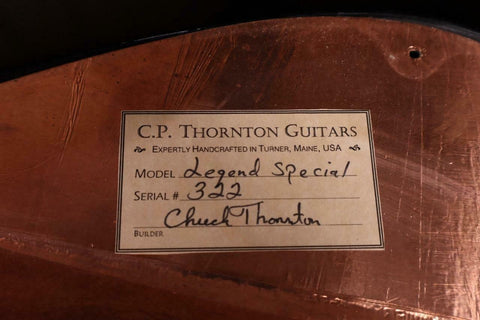 C.P. THORNTON GUITARS
EXPERTLY HANDCRAFTED IN TURNER, MAINE, USA
MODEL Legend Special
SERIAL # 322
Chuck Thornton
BUILDER